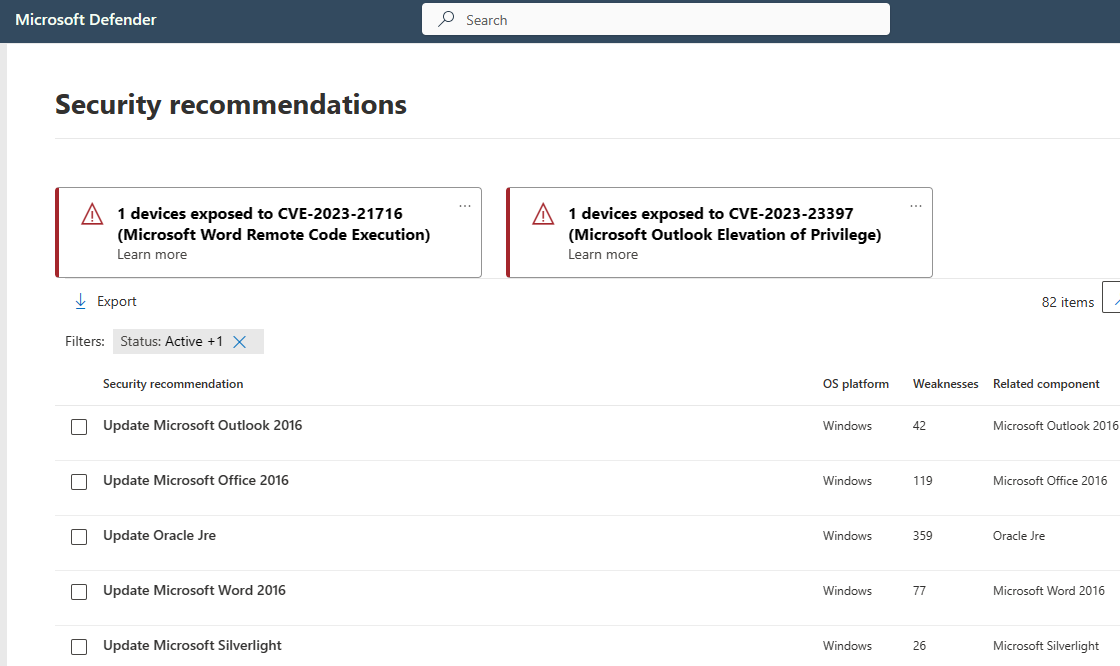 Microsoft Defender
Search
Security recommendations
1 devices exposed to CVE-2023-21716
(Microsoft Word Remote Code Execution)
Learn more
...
1 devices exposed to CVE-2023-23397
(Microsoft Outlook Elevation of Privilege)
Learn more
...
Export
82 items
Filters: Status: Active +1
Security recommendation OS platform Weaknesses Related component
Update Microsoft Outlook 2016 Windows 42 Microsoft Outlook 2016
Update Microsoft Office 2016 Windows 119 Microsoft Office 2016
Update Oracle Jre Windows 359 Oracle Jre
Update Microsoft Word 2016 Windows 77 Microsoft Word 2016
Update Microsoft Silverlight Windows 26 Microsoft Silverlight